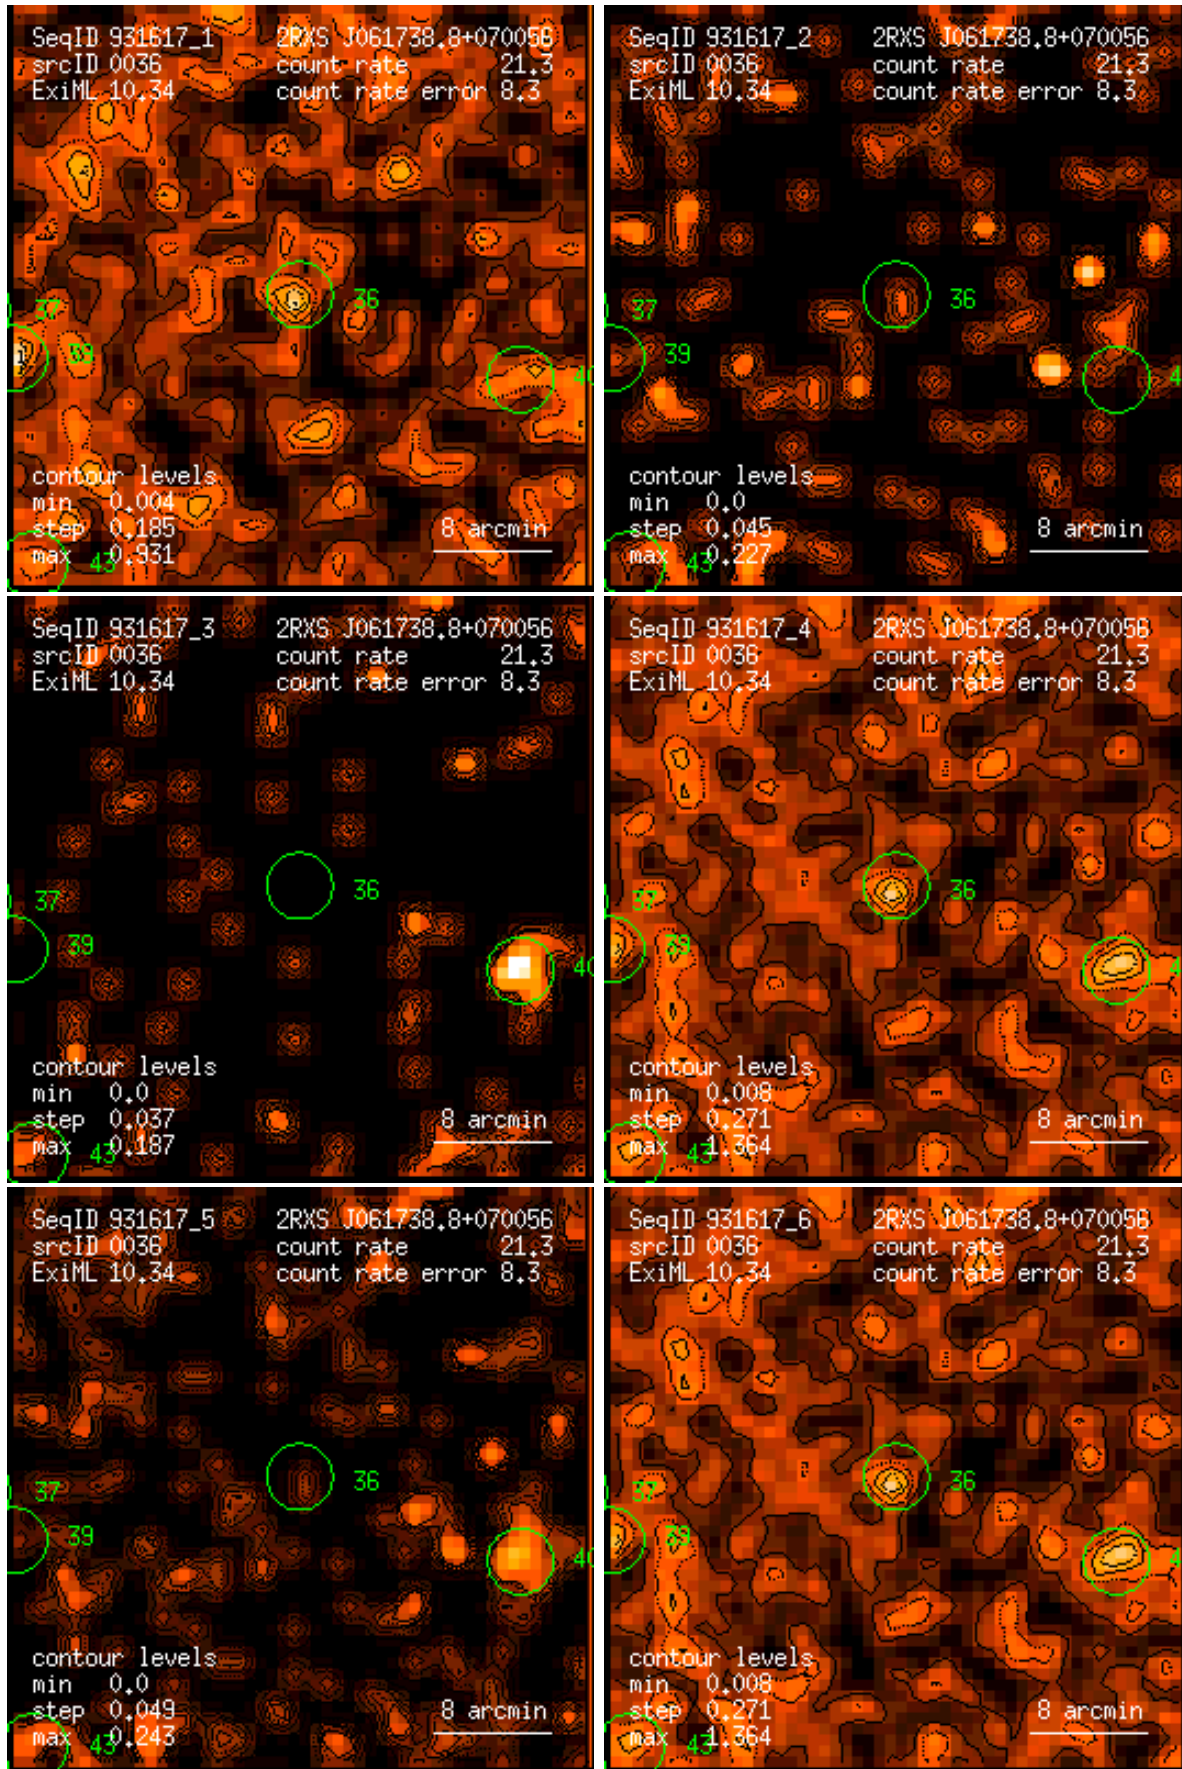 SeqID 931617_1 2RXS J061738.8+070056
srcID 0036 count rate 21.3
ExiML 10.34 count rate error 8.3
37
36
39
40
contour levels
min 0.004
step 0.185
max 0.931
8 arcmin
43
SeqID 931617_2 2RXS J061738.8+070056
srcID 0036 count rate 21.3
ExiML 10.34 count rate error 8.3
37
36
39
4
contour levels
min 0.0
step 0.045
max 0.227
8 arcmin
43
SeqID 931617_3 2RXS J061738.8+070056
srcID 0036 count rate 21.3
ExiML 10.34 count rate error 8.3
37
36
39
40
contour levels
min 0.0
step 0.037
max 0.187
8 arcmin
43
SeqID 931617_4 2RXS J061738.8+070056
srcID 0036 count rate 21.3
ExiML 10.34 count rate error 8.3
37
36
39
4
contour levels
min 0.008
step 0.271
max 1.364
8 arcmin
43
SeqID 931617_5 2RXS J061738.8+070056
srcID 0036 count rate 21.3
ExiML 10.34 count rate error 8.3
37
36
39
40
contour levels
min 0.0
step 0.049
max 0.243
8 arcmin
43
SeqID 931617_6 2RXS J061738.8+070056
srcID 0036 count rate 21.3
ExiML 10.34 count rate error 8.3
37
36
39
4
contour levels
min 0.008
step 0.271
max 1.364
8 arcmin
43